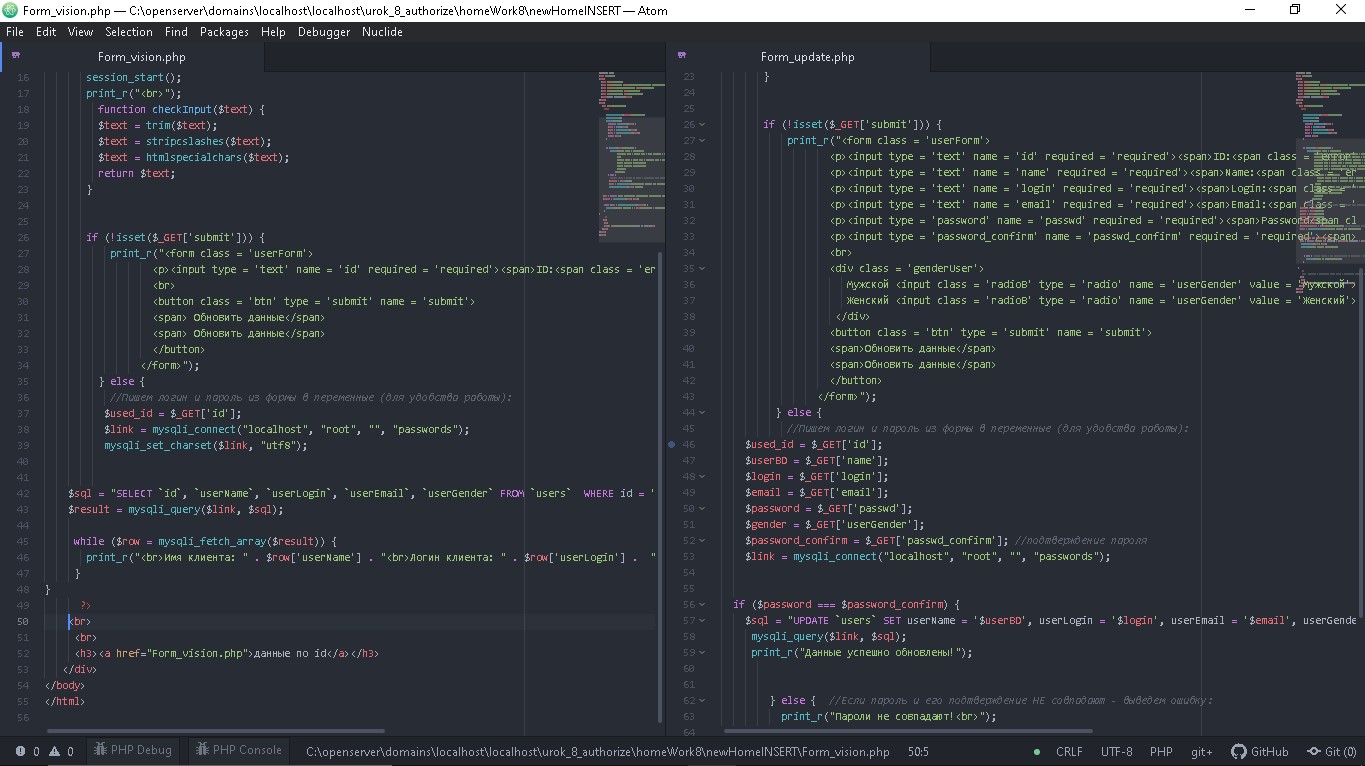 Form_vision.php — C:\openserver\domains\localhost\localhost\urok_8_authorize\homeWork8\newHomeINSERT — Atom
File Edit View Selection Find Packages Help Debugger Nuclide
Form_vision.php
16 session_start();
17 print_r("<br>");
18 function checkInput($text) {
19 $text = trim($text);
20 $text = stripcslashes($text);
21 $text = htmlspecialchars($text);
22 return $text;
23 }
24
25
26 if (!isset($_GET['submit'])) {
27 print_r("<form class = 'userForm'>
28 <p><input type = 'text' name = 'id' required = 'required'><span>ID:<span class = 'er
29 <br>
30 <button class = 'btn' type = 'submit' name = 'submit'>
31 <span> Обновить данные</span>
32 <span> Обновить данные</span>
33 </button>
34 </form>");
35 } else {
36 //Пишем логин и пароль из формы в переменные (для удобства работы):
37 $used_id = $_GET['id'];
38 $link = mysqli_connect("localhost", "root", "", "passwords");
39 mysqli_set_charset($link, "utf8");
40
41
42 $sql = "SELECT `id`, `userName`, `userLogin`, `userEmail`, `userGender` FROM `users`  WHERE id = '
43 $result = mysqli_query($link, $sql);
44
45 while ($row = mysqli_fetch_array($result)) {
46 print_r("<br>Имя клиента: " . $row['userName'] . "<br>Логин клиента: " . $row['userLogin'] .  "
47 }
48 }
49 ?>
50 <br>
51 <br>
52 <h3><a href="Form_vision.php">данные по id</a></h3>
53 </div>
54 </body>
55 </html>
56
Form_update.php
23 }
24
25
26 if (!isset($_GET['submit'])) {
27 print_r("<form class = 'userForm'>
28 <p><input type = 'text' name = 'id' required = 'required'><span>ID:<span class =
29 <p><input type = 'text' name = 'name' required = 'required'><span>Name:<span class = 'er
30 <p><input type = 'text' name = 'login' required = 'required'><span>Login:<span class =
31 <p><input type = 'text' name = 'email' required = 'required'><span>Email:<span class = '
32 <p><input type = 'password' name = 'passwd' required = 'required'><span>Password<span cl
33 <p><input type = 'password_confirm' name = 'passwd_confirm' required = 'required'><span>
34 <br>
35 <div class = 'genderUser'>
36 Мужской <input class = 'radioB' type = 'radio' name = 'userGender' value = 'Мужской'>
37 Женский <input class = 'radioB' type = 'radio' name = 'userGender' value = 'Женский'>
38 </div>
39 <button class = 'btn' type = 'submit' name = 'submit'>
40 <span>Обновить данные</span>
41 <span>Обновить данные</span>
42 </button>
43 </form>");
44 } else {
45 //Пишем логин и пароль из формы в переменные (для удобства работы):
46 $used_id = $_GET['id'];
47 $userBD = $_GET['name'];
48 $login = $_GET['login'];
49 $email = $_GET['email'];
50 $password = $_GET['passwd'];
51 $gender = $_GET['userGender'];
52 $password_confirm = $_GET['passwd_confirm']; //подтверждение пароля
53 $link = mysqli_connect("localhost", "root", "", "passwords");
54
55
56 if ($password === $password_confirm) {
57 $sql = "UPDATE `users` SET userName = '$userBD', userLogin = '$login', userEmail = '$email', userGende
58 mysqli_query($link, $sql);
59 print_r("Данные успешно обновлены!");
60
61
62 } else {  //Если пароль и его подтверждение НЕ совпадают - выведем ошибку:
63 print_r("Пароли не совпадают!<br>");
64
0 0 PHP Debug PHP Console C:\openserver\domains\localhost\localhost\urok_8_authorize\homeWork8\newHomeINSERT\Form_vision.php 50:5 CRLF UTF-8 PHP git+ GitHub Git (0)